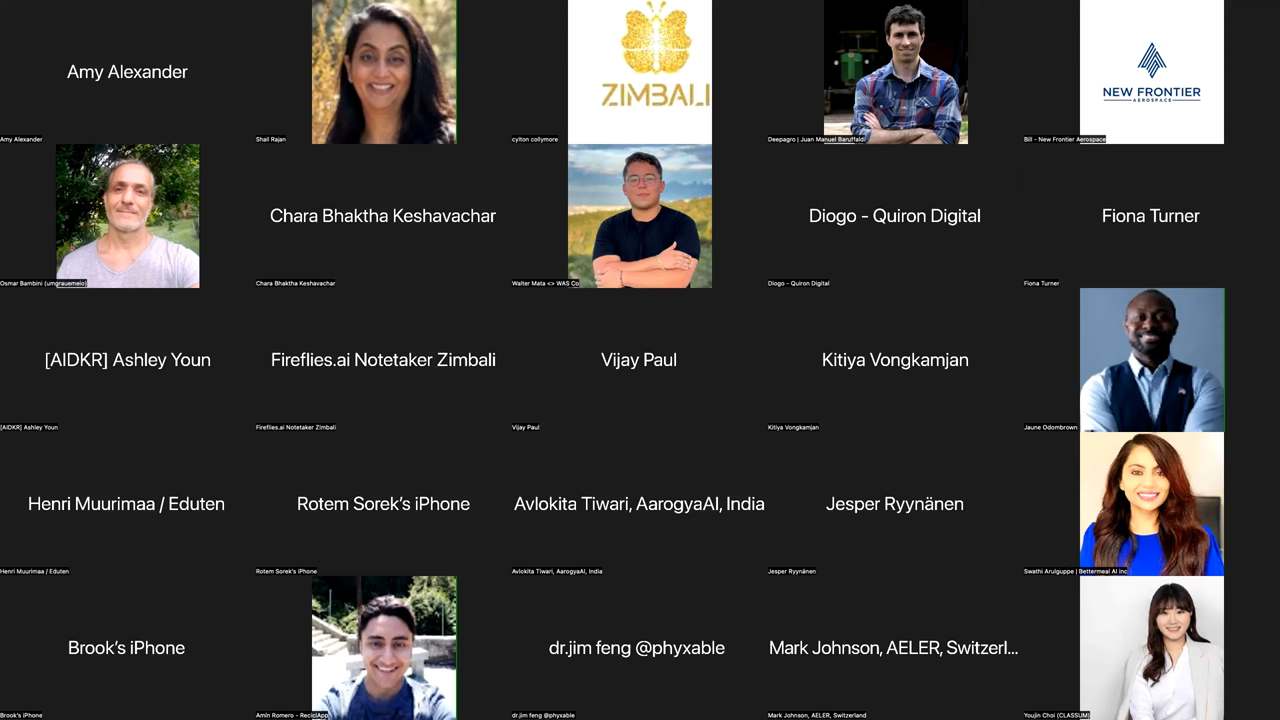 Amy Alexander
ZIMBALI
NEW FRONTIER
AEROSPACE
Amy Alexander
Shail Rajan
cylton collymore
Deepagro | Juan Manuel Baruffaldi
Bill - New Frontier Aerospace
Chara Bhaktha Keshavachar
Diogo - Quiron Digital
Fiona Turner
Osmar Bambini (umgrauemeio)
Chara Bhaktha Keshavachar
Walter Mata <> WAS Co
Diogo - Quiron Digital
Fiona Turner
[AIDKR] Ashley Youn
Fireflies.ai Notetaker Zimbali
Vijay Paul
Kitiya Vongkamjan
[AIDKR] Ashley Youn
Fireflies.ai Notetaker Zimbali
Vijay Paul
Kitiya Vongkamjan
Jaune Odombrown
Henri Muurimaa / Eduten
Rotem Sorek's iPhone
Avlokita Tiwari, AarogyaAI, India
Jesper Ryynänen
Henri Muurimaa / Eduten
Rotem Sorek's iPhone
Avlokita Tiwari, AarogyaAI, India
Jesper Ryynänen
Swathi Arulguppe | Bettermeal AI inc
Brook's iPhone
dr.jim feng @phyxable
Mark Johnson, AELER, Switzerl...
Brook's iPhone
Amin Romero - ReciclApp
dr.jim feng @phyxable
Mark Johnson, AELER, Switzerland
Youjin Choi (CLASSUM)